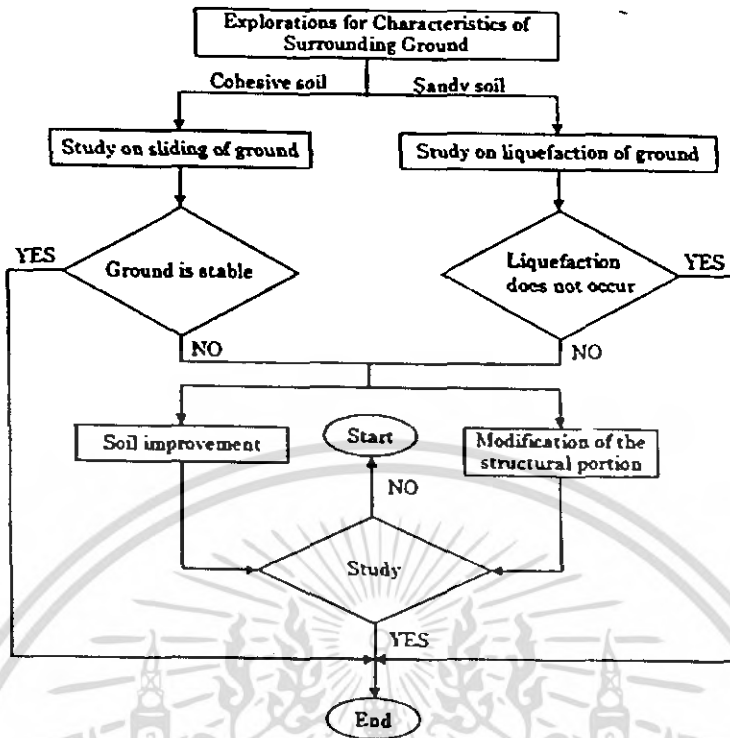 Explorations for Characteristics of
Surrounding Ground
Cohesive soil
Sandy soil
Study on sliding of ground
Study on liquefaction of ground
YES
Ground is stable
Liquefaction
does not occur
YES
NO
NO
Soil improvement
Start
Modification of the
structural portion
NO
Study
YES
End